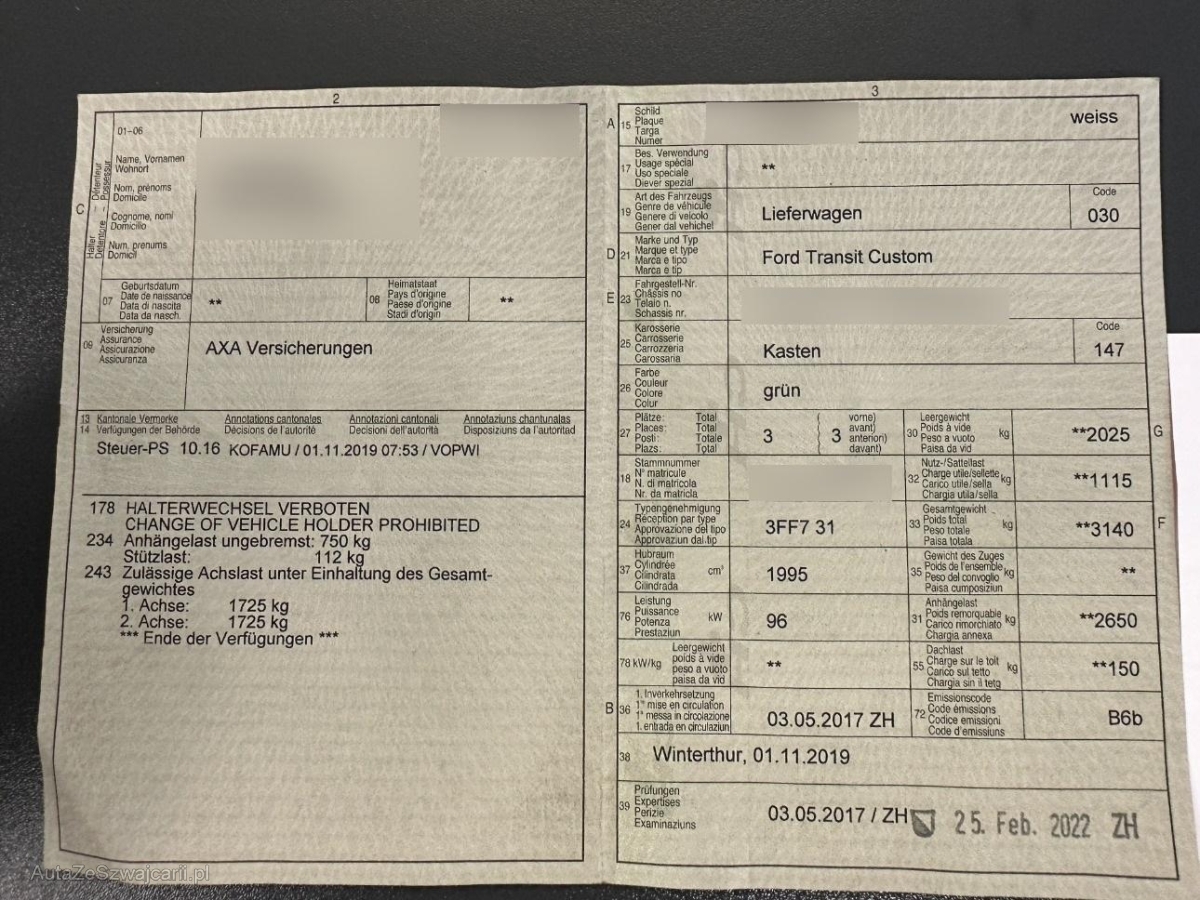 2
01-06
C
Halter – Détenteur
Detentore – Possessur
Name, Vornamen
Wohnort
Nom, prénoms
Domicile
Cognome, nomi
Domicilio
Num, prenums
Domicil
07
Geburtsdatum
Date de naissance
Data di nascita
Data da nasch.
**
08
Heimatstaat
Pays d'origine
Paese d'origine
Stadi d'origin
**
09
Versicherung
Assurance
Assicurazione
Assicuranza
AXA Versicherungen
13 Kantonale Vermerke Annotations cantonales Annotazioni cantonali Annotaziuns chantunalas
14 Verfügungen der Behörde Décisions de l'autorité Decisioni dell'autorità Disposiziuns da l'autoritad
Steuer-PS 10.16 KOFAMU / 01.11.2019 07:53 / VOPWI
178 HALTERWECHSEL VERBOTEN
CHANGE OF VEHICLE HOLDER PROHIBITED
234 Anhängelast ungebremst: 750 kg
Stützlast: 112 kg
243 Zulässige Achslast unter Einhaltung des Gesamt-
gewichtes
1. Achse: 1725 kg
2. Achse: 1725 kg
*** Ende der Verfügungen ***
3
A 15
Schild
Plaque
Targa
Numer
weiss
17
Bes. Verwendung
Usage spécial
Uso speciale
Diever spezial
**
19
Art des Fahrzeugs
Genre de véhicule
Genere di veicolo
Gener dal vehichel
Lieferwagen
Code
030
D 21
Marke und Typ
Marque et type
Marca e tipo
Marca e tip
Ford Transit Custom
E 23
Fahrgestell-Nr.
Châssis no
Telaio n.
Schassis nr.
25
Karosserie
Carrosserie
Carrozzeria
Carossaria
Kasten
Code
147
26
Farbe
Couleur
Colore
Colur
grün
27
Plätze: Total
Places: Total
Posti: Totale
Plazs: Total
3
3
vorne)
avant)
anteriori)
davant)
30
Leergewicht
Poids à vide
Peso a vuoto
Paisa da vid
kg
**2025
G
18
Stammnummer
N° matricule
N. di matricola
Nr. da matricla
32
Nutz-/Sattellast
Charge utile/sellette
Carico utile/sella
Chargia utila/sella
kg
**1115
24
Typengenehmigung
Réception par type
Approvazione del tipo
Approvaziun dal tip
3FF7 31
33
Gesamtgewicht
Poids total
Peso totale
Paisa totala
kg
**3140
F
37
Hubraum
Cylindrée
Cilindrata
Cilindrada
cm³
1995
35
Gewicht des Zuges
Poids de l'ensemble
Peso del convoglio
Paisa cumposiziun
kg
**
76
Leistung
Puissance
Potenza
Prestaziun
kW
96
31
Anhängelast
Poids remorquable
Carico rimorchiato
Chargia annexa
kg
**2650
78 kW/kg
Leergewicht
poids à vide
peso a vuoto
paisa da vid
**
55
Dachlast
Charge sur le toit
Carico sul tetto
Chargia sin il tetg
kg
**150
B 36
1. Inverkehrsetzung
1re mise en circulation
1a messa in circolazione
1. entrada en circulaziun
03.05.2017 ZH
72
Emissionscode
Code émissions
Codice emissioni
Code d'emissiuns
B6b
38 Winterthur, 01.11.2019
39
Prüfungen
Expertises
Perizie
Examinaziuns
03.05.2017 / ZH
25. Feb. 2022 ZH
AutaZeSzwajcarii.pl